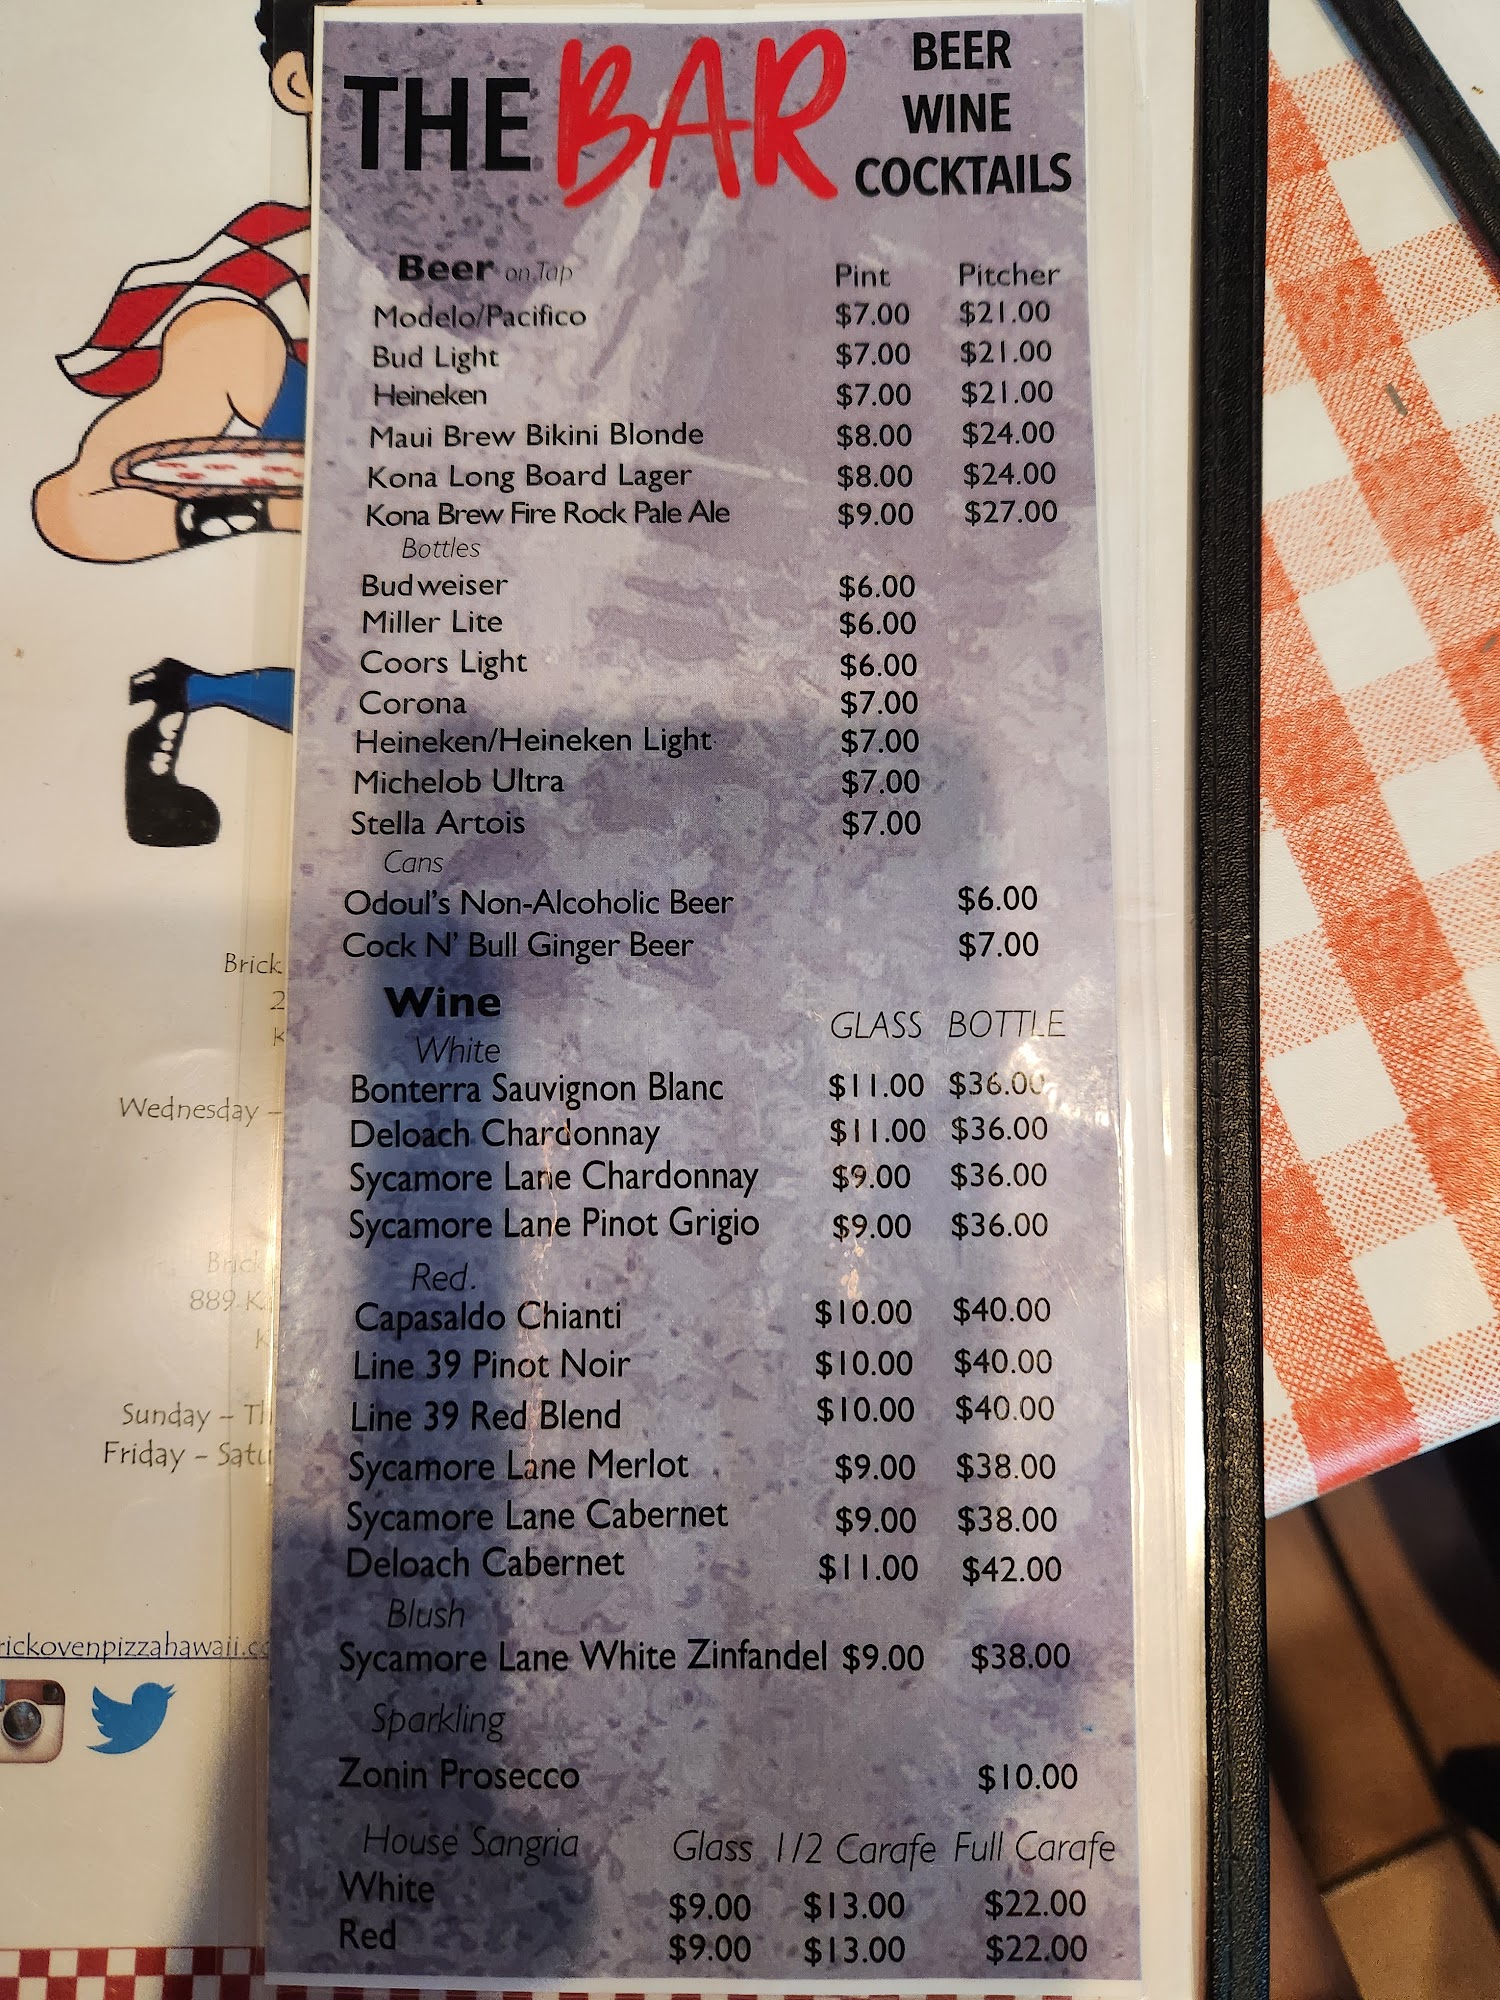 THE BAR BEER
WINE
COCKTAILS
Beer on Tap Pint Pitcher
Modelo/Pacifico $7.00 $21.00
Bud Light $7.00 $21.00
Heineken $7.00 $21.00
Maui Brew Bikini Blonde $8.00 $24.00
Kona Long Board Lager $8.00 $24.00
Kona Brew Fire Rock Pale Ale $9.00 $27.00
Bottles
Budweiser $6.00
Miller Lite $6.00
Coors Light $6.00
Corona $7.00
Heineken/Heineken Light $7.00
Michelob Ultra $7.00
Stella Artois $7.00
Cans
Odoul's Non-Alcoholic Beer $6.00
Cock N' Bull Ginger Beer $7.00
Wine
White GLASS BOTTLE
Bonterra Sauvignon Blanc $11.00 $36.00
Deloach Chardonnay $11.00 $36.00
Sycamore Lane Chardonnay $9.00 $36.00
Sycamore Lane Pinot Grigio $9.00 $36.00
Red.
Capasaldo Chianti $10.00 $40.00
Line 39 Pinot Noir $10.00 $40.00
Line 39 Red Blend $10.00 $40.00
Sycamore Lane Merlot $9.00 $38.00
Sycamore Lane Cabernet $9.00 $38.00
Deloach Cabernet $11.00 $42.00
Blush
Sycamore Lane White Zinfandel $9.00 $38.00
Sparkling
Zonin Prosecco $10.00
House Sangria Glass 1/2 Carafe Full Carafe
White $9.00 $13.00 $22.00
Red $9.00 $13.00 $22.00
Brick
2
K
Wednesday –
Brick
889 K
K
Sunday – Th
Friday – Satu
rickovenpizzahawaii.c